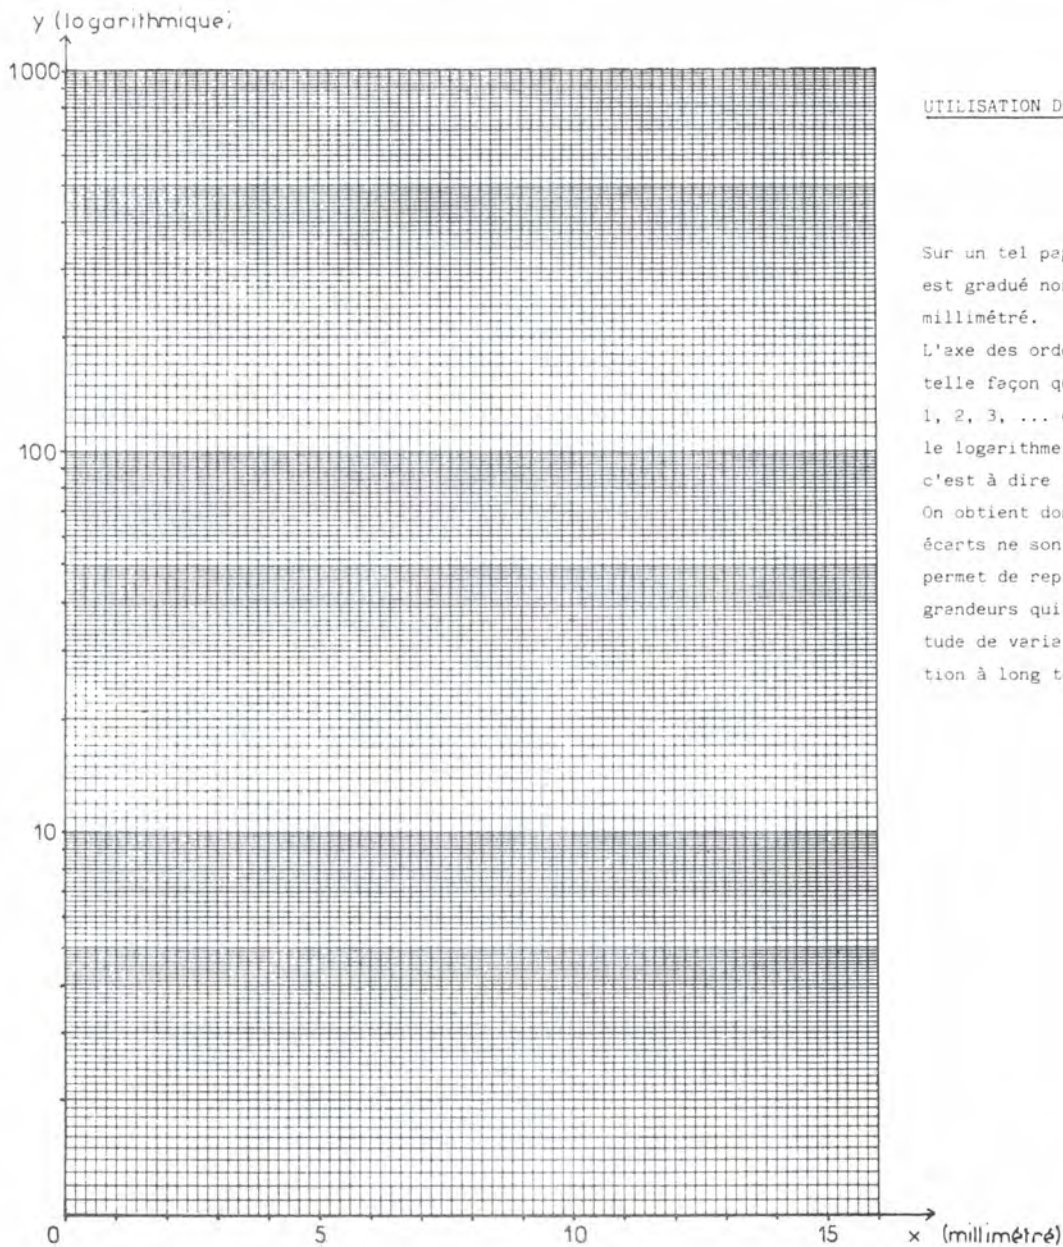 y (logarithmique)
1000
100
10
0
5
10
15
x (millimétré)
UTILISATION D
Sur un tel pa
est gradué no
millimétré.
L'axe des ord
telle façon qu
1, 2, 3, ...
le logarithme
c'est à dire
On obtient do
écarts ne son
permet de rep
grandeurs qui
tude de varia
tion à long t